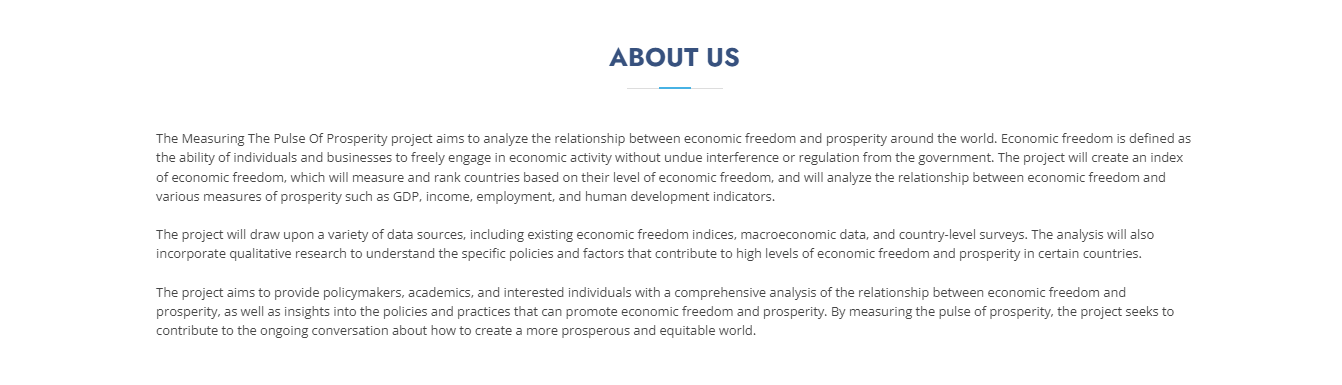 ABOUT US
The Measuring The Pulse Of Prosperity project aims to analyze the relationship between economic freedom and prosperity around the world. Economic freedom is defined as
the ability of individuals and businesses to freely engage in economic activity without undue interference or regulation from the government. The project will create an index
of economic freedom, which will measure and rank countries based on their level of economic freedom, and will analyze the relationship between economic freedom and
various measures of prosperity such as GDP, income, employment, and human development indicators.
The project will draw upon a variety of data sources, including existing economic freedom indices, macroeconomic data, and country-level surveys. The analysis will also
incorporate qualitative research to understand the specific policies and factors that contribute to high levels of economic freedom and prosperity in certain countries.
The project aims to provide policymakers, academics, and interested individuals with a comprehensive analysis of the relationship between economic freedom and
prosperity, as well as insights into the policies and practices that can promote economic freedom and prosperity. By measuring the pulse of prosperity, the project seeks to
contribute to the ongoing conversation about how to create a more prosperous and equitable world.